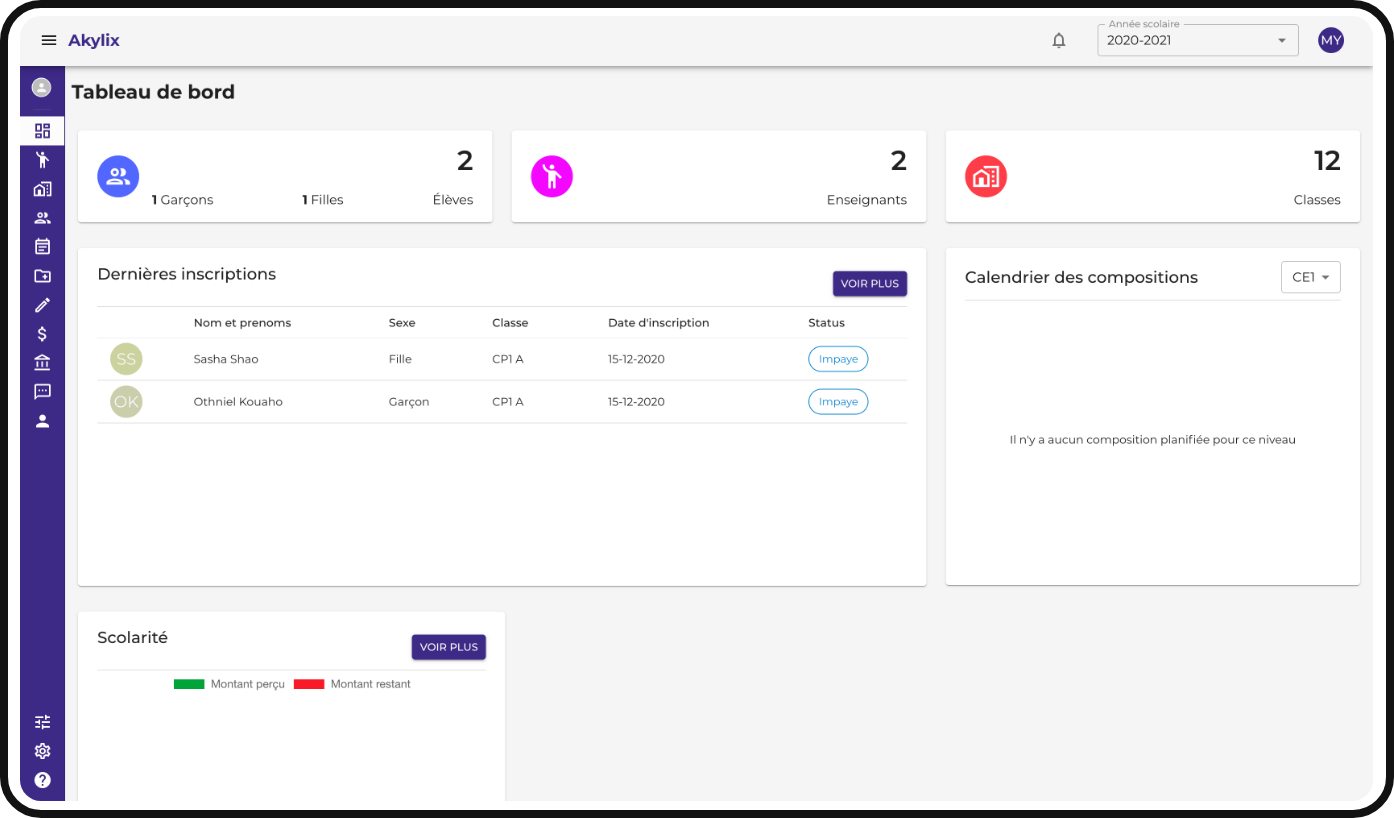 Akylix
Année scolaire
2020-2021
MY
Tableau de bord
2
1 Garçons 1 Filles Élèves
2
Enseignants
12
Classes
Dernières inscriptions
VOIR PLUS
Nom et prenoms Sexe Classe Date d'inscription Status
SS Sasha Shao Fille CP1 A 15-12-2020 Impaye
OK Othniel Kouaho Garçon CP1 A 15-12-2020 Impaye
Calendrier des compositions
CE1
Il n'y a aucun composition planifiée pour ce niveau
Scolarité
VOIR PLUS
Montant perçu Montant restant